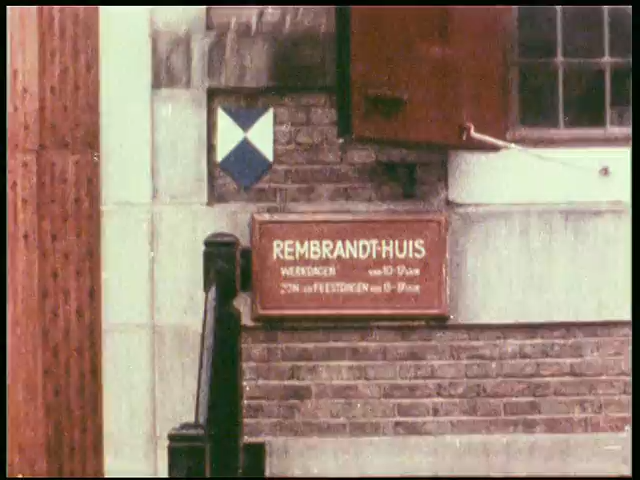 REMBRANDT-HUIS
WERKDAGEN VAN 10-17 UUR
ZON- EN FEESTDAGEN VAN 13-17 UUR